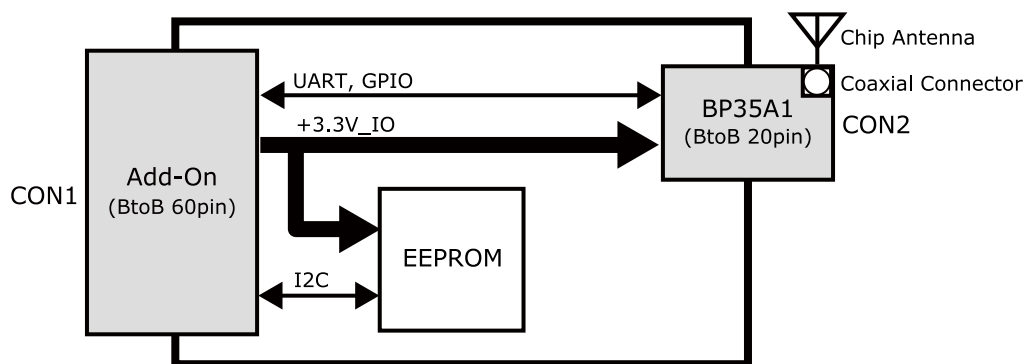 Chip Antenna
UART, GPIO
Coaxial Connector
BP35A1
(BtoB 20pin)
CON2
+3.3V_IO
CON1
Add-On
(BtoB 60pin)
EEPROM
I2C